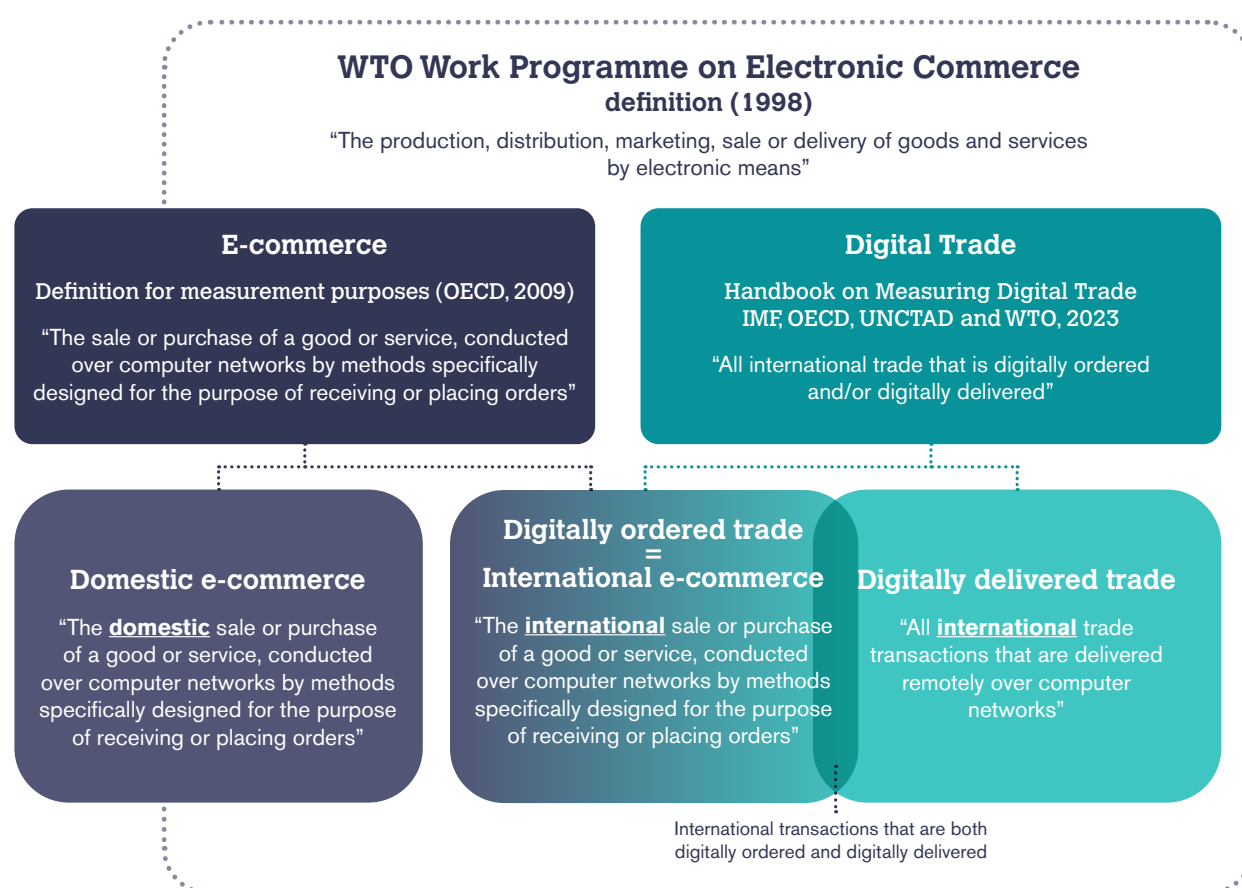 WTO Work Programme on Electronic Commerce
definition (1998)
“The production, distribution, marketing, sale or delivery of goods and services
by electronic means”
E-commerce
Definition for measurement purposes (OECD, 2009)
“The sale or purchase of a good or service, conducted
over computer networks by methods specifically
designed for the purpose of receiving or placing orders”
Digital Trade
Handbook on Measuring Digital Trade
IMF, OECD, UNCTAD and WTO, 2023
“All international trade that is digitally ordered
and/or digitally delivered”
Domestic e-commerce
“The domestic sale or purchase
of a good or service, conducted
over computer networks by methods
specifically designed for the purpose
of receiving or placing orders”
Digitally ordered trade
=
International e-commerce
“The international sale or purchase
of a good or service, conducted
over computer networks by methods
specifically designed for the purpose
of receiving or placing orders”
Digitally delivered trade
“All international trade
transactions that are delivered
remotely over computer
networks”
International transactions that are both
digitally ordered and digitally delivered